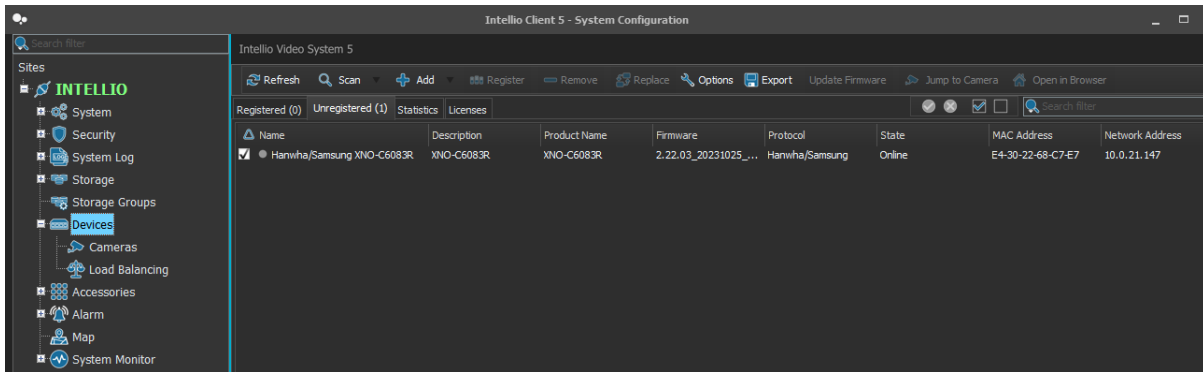 Intellio Client 5 - System Configuration
Search filter
Intellio Video System 5
Sites
Refresh Scan Add Register Remove Replace Options Export Update Firmware Jump to Camera Open in Browser
INTELLIO
System
Security
System Log
Storage
Storage Groups
Devices
Cameras
Load Balancing
Accessories
Alarm
Map
System Monitor
Registered (0) Unregistered (1) Statistics Licenses
Search filter
Name Description Product Name Firmware Protocol State MAC Address Network Address
Hanwha/Samsung XNO-C6083R XNO-C6083R XNO-C6083R 2.22.03_20231025_... Hanwha/Samsung Online E4-30-22-68-C7-E7 10.0.21.147